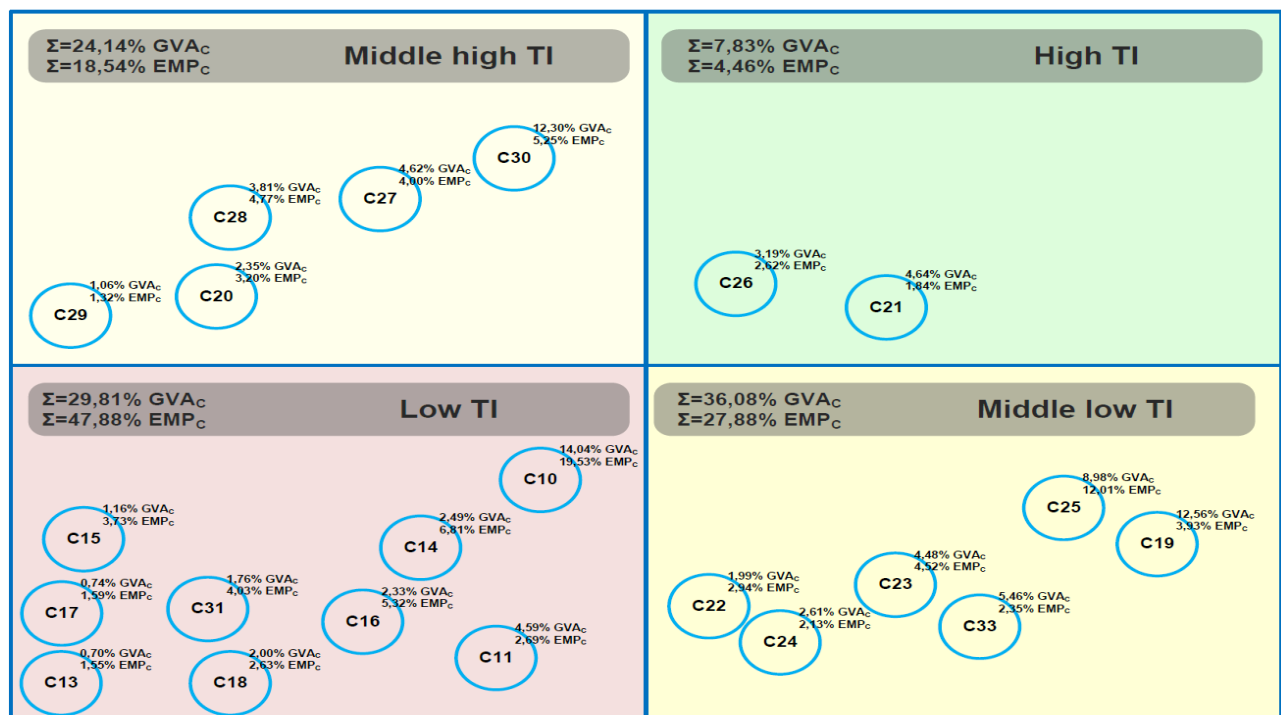 Σ=24,14% GVAC
Σ=18,54% EMPC
Middle high TI
12,30% GVAC
5,25% EMPC
C30
4,62% GVAC
4,00% EMPC
C27
3,81% GVAC
4,77% EMPC
C28
2,35% GVAC
3,20% EMPC
C20
1,06% GVAC
1,32% EMPC
C29
Σ=7,83% GVAC
Σ=4,46% EMPC
High TI
3,19% GVAC
2,62% EMPC
C26
4,64% GVAC
1,84% EMPC
C21
Σ=29,81% GVAC
Σ=47,88% EMPC
Low TI
14,04% GVAC
19,53% EMPC
C10
1,16% GVAC
3,73% EMPC
C15
2,49% GVAC
6,81% EMPC
C14
0,74% GVAC
1,59% EMPC
C17
1,76% GVAC
4,03% EMPC
C31
2,33% GVAC
5,32% EMPC
C16
4,59% GVAC
2,69% EMPC
C11
0,70% GVAC
1,55% EMPC
C13
2,00% GVAC
2,63% EMPC
C18
Σ=36,08% GVAC
Σ=27,88% EMPC
Middle low TI
8,98% GVAC
12,01% EMPC
C25
12,56% GVAC
3,93% EMPC
C19
4,48% GVAC
4,52% EMPC
C23
1,99% GVAC
2,94% EMPC
C22
5,46% GVAC
2,35% EMPC
C33
2,61% GVAC
2,13% EMPC
C24